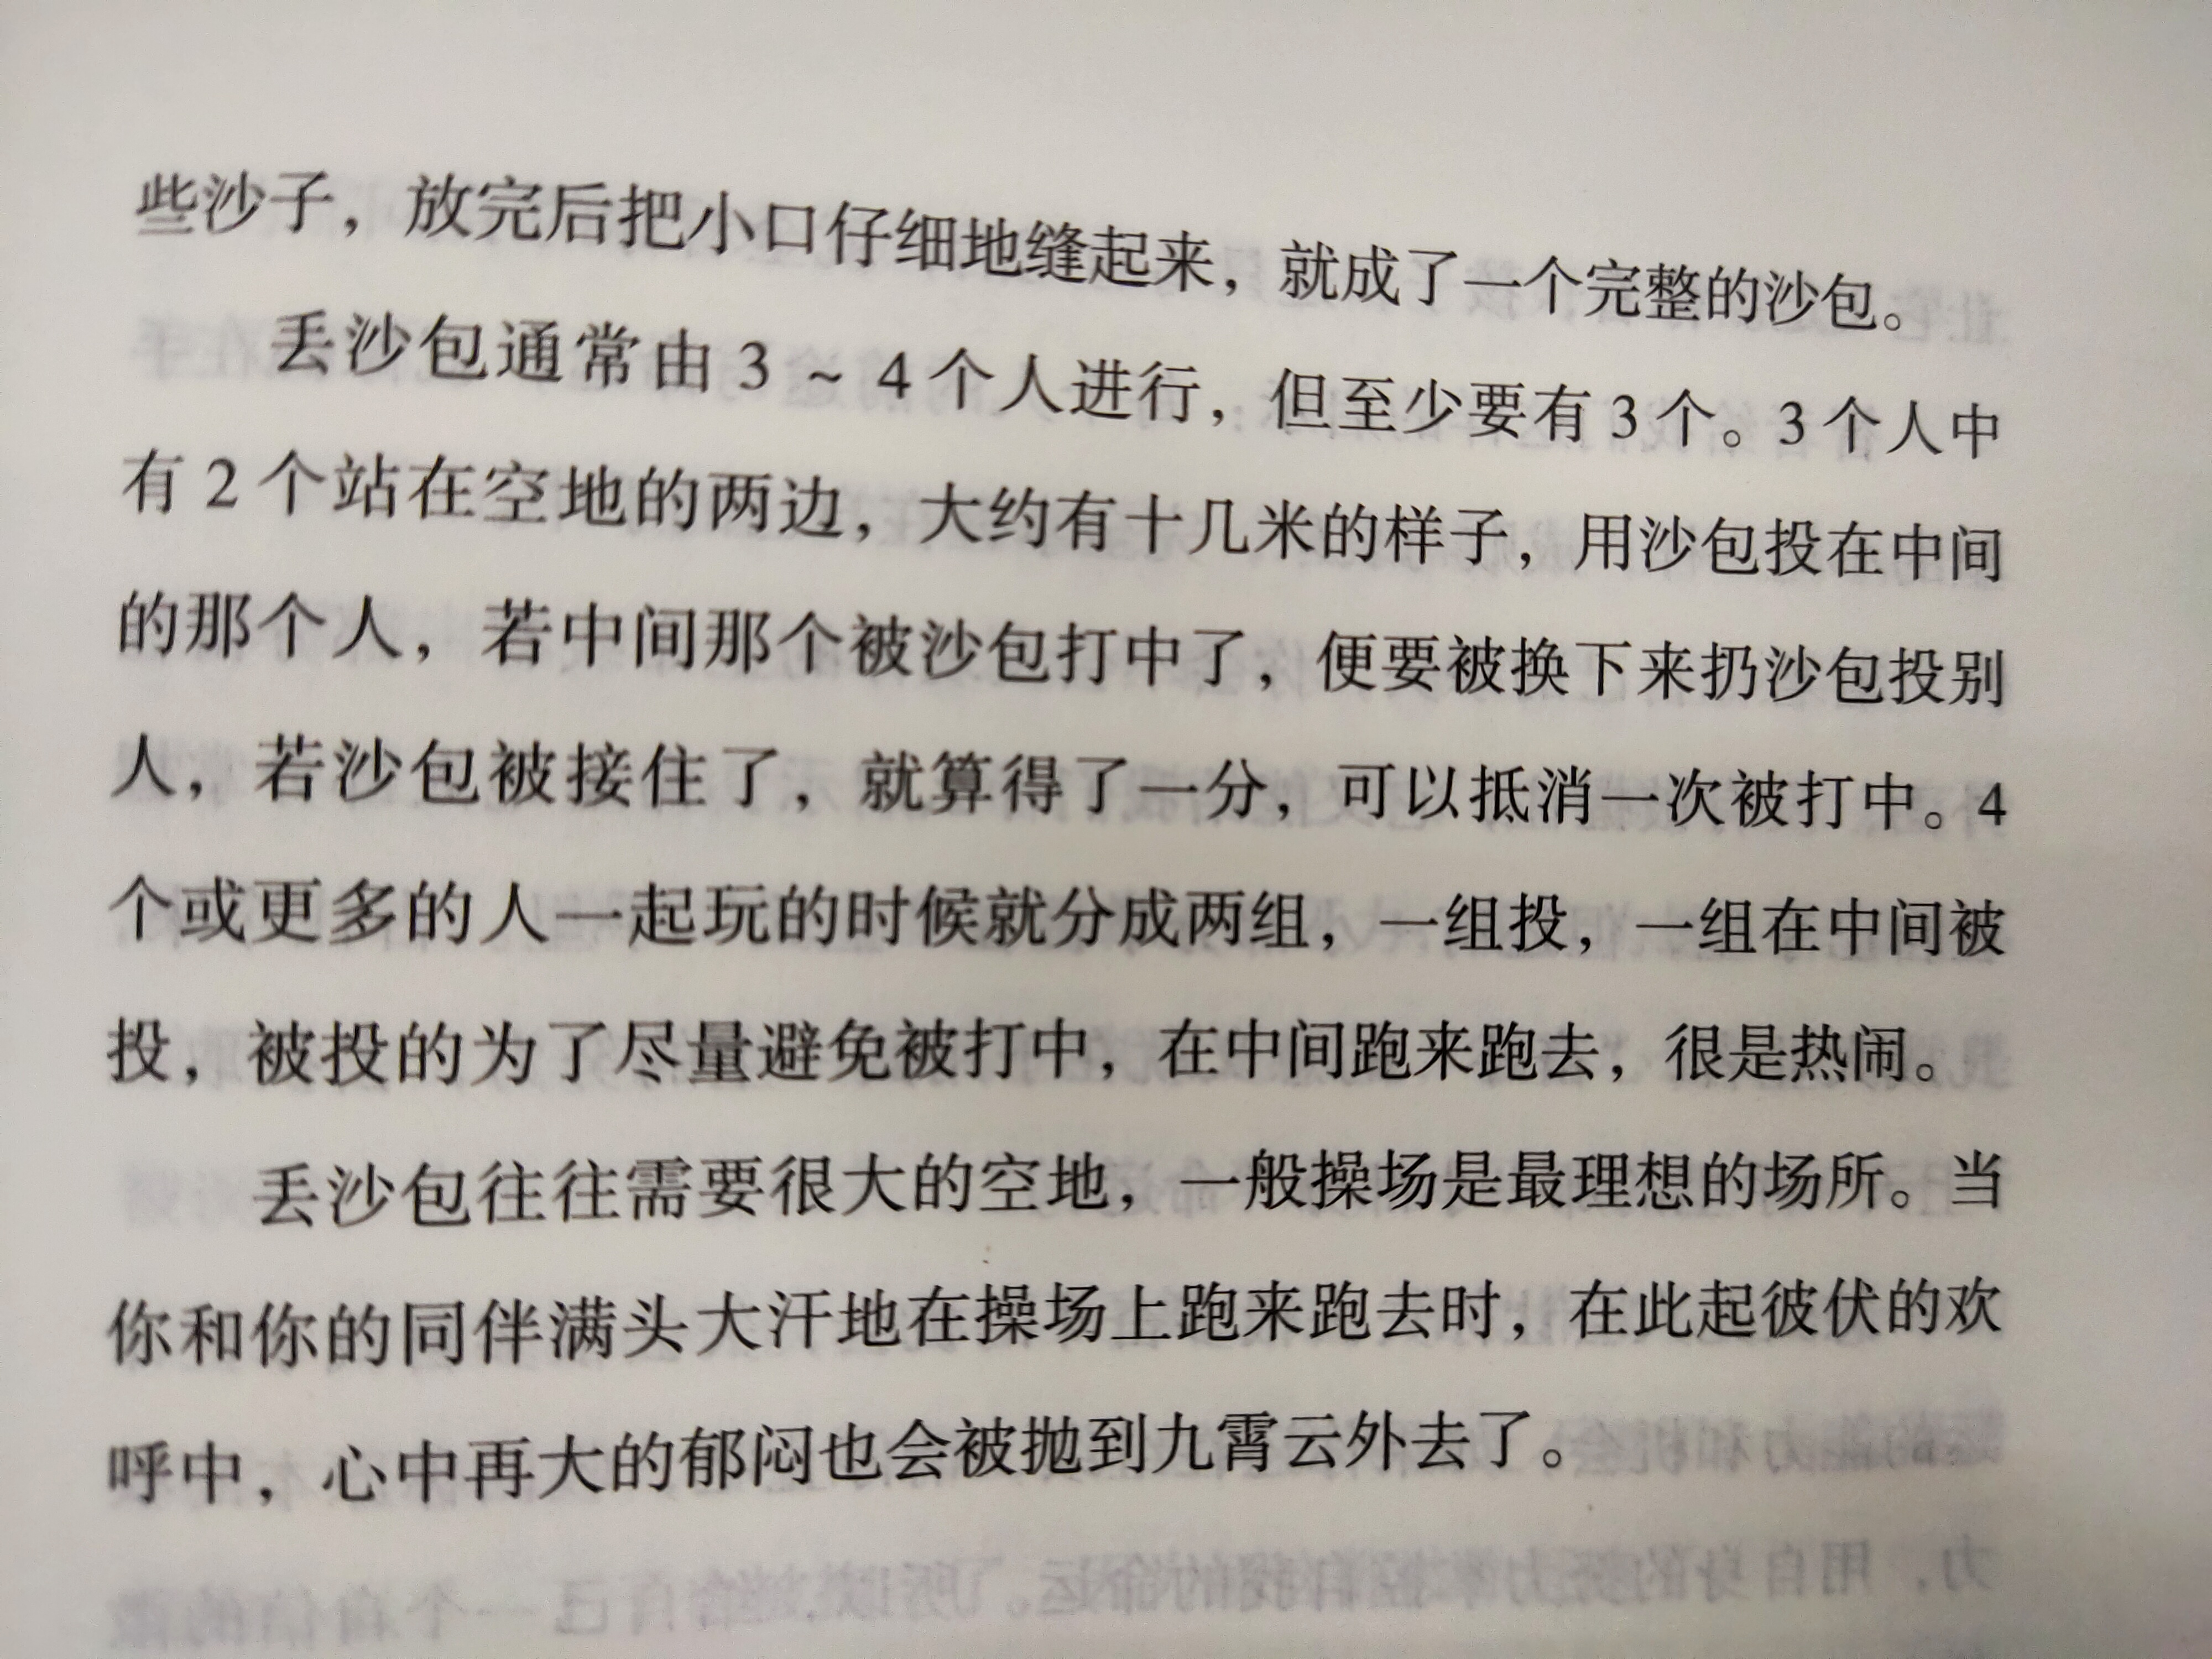 些沙子，放完后把小口仔细地缝起来，就成了一个完整的沙包。
丢沙包通常由3~4个人进行，但至少要有3个。3个人中
有2个站在空地的两边，大约有十几米的样子，用沙包投在中间
的那个人，若中间那个被沙包打中了，便要被换下来扔沙包投别
人，若沙包被接住了，就算得了一分，可以抵消一次被打中。4
个或更多的人一起玩的时候就分成两组，一组投，一组在中间被
投，被投的为了尽量避免被打中，在中间跑来跑去，很是热闹。
丢沙包往往需要很大的空地，一般操场是最理想的场所。当
你和你的同伴满头大汗地在操场上跑来跑去时，在此起彼伏的欢
呼中，心中再大的郁闷也会被抛到九霄云外去了。